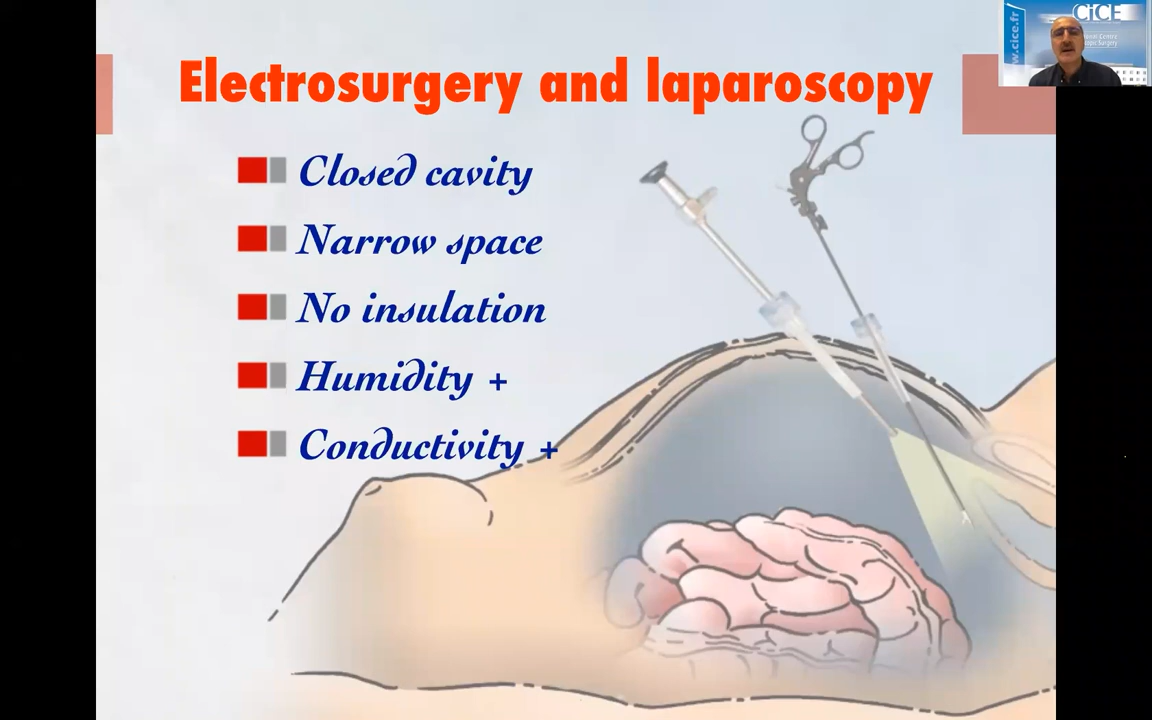 Electrosurgery and laparoscopy
Closed cavity
Narrow space
No insulation
Humidity +
Conductivity +
CICE
www.cice.fr